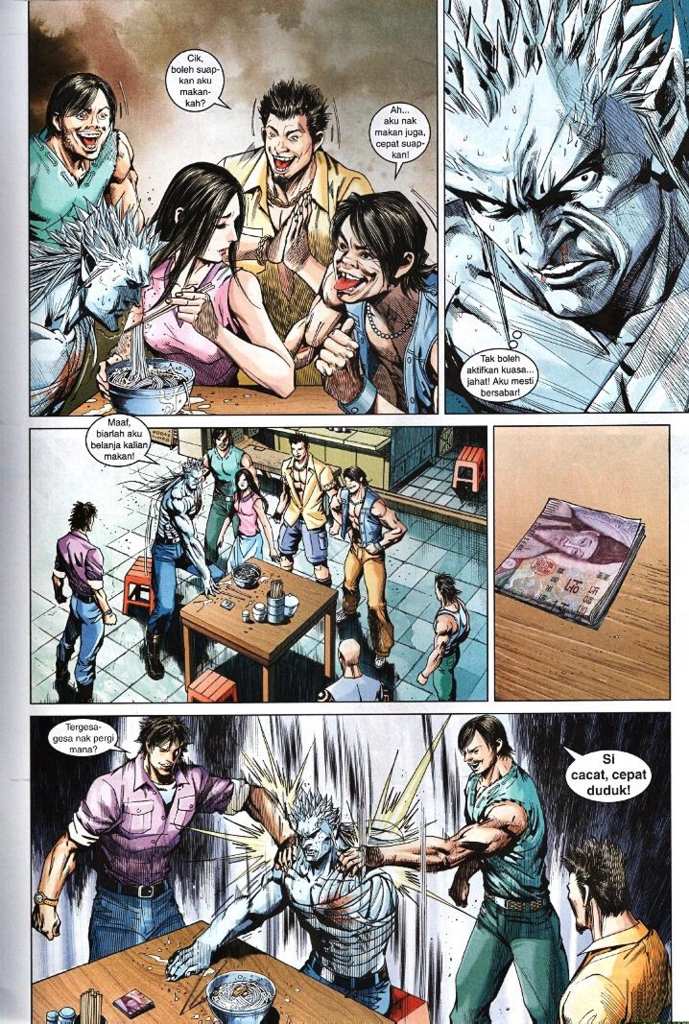 Cik,
boleh suap-
kan aku
makan-
kah?
Ah...
aku nak
makan juga,
cepat suap-
kan!
Tak boleh
aktifkan kuasa...
jahat! Aku mesti
bersabar!
Maaf,
biarlah aku
belanja kalian
makan!
Tergesa-
gesa nak pergi
mana?
Si
cacat, cepat
duduk!